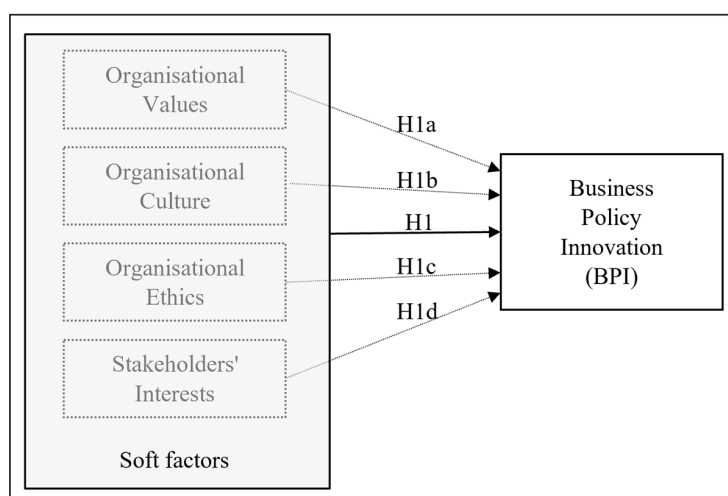 Organisational
Values
Organisational
Culture
Organisational
Ethics
Stakeholders'
Interests
Soft factors
H1a
H1b
H1
H1c
H1d
Business
Policy
Innovation
(BPI)